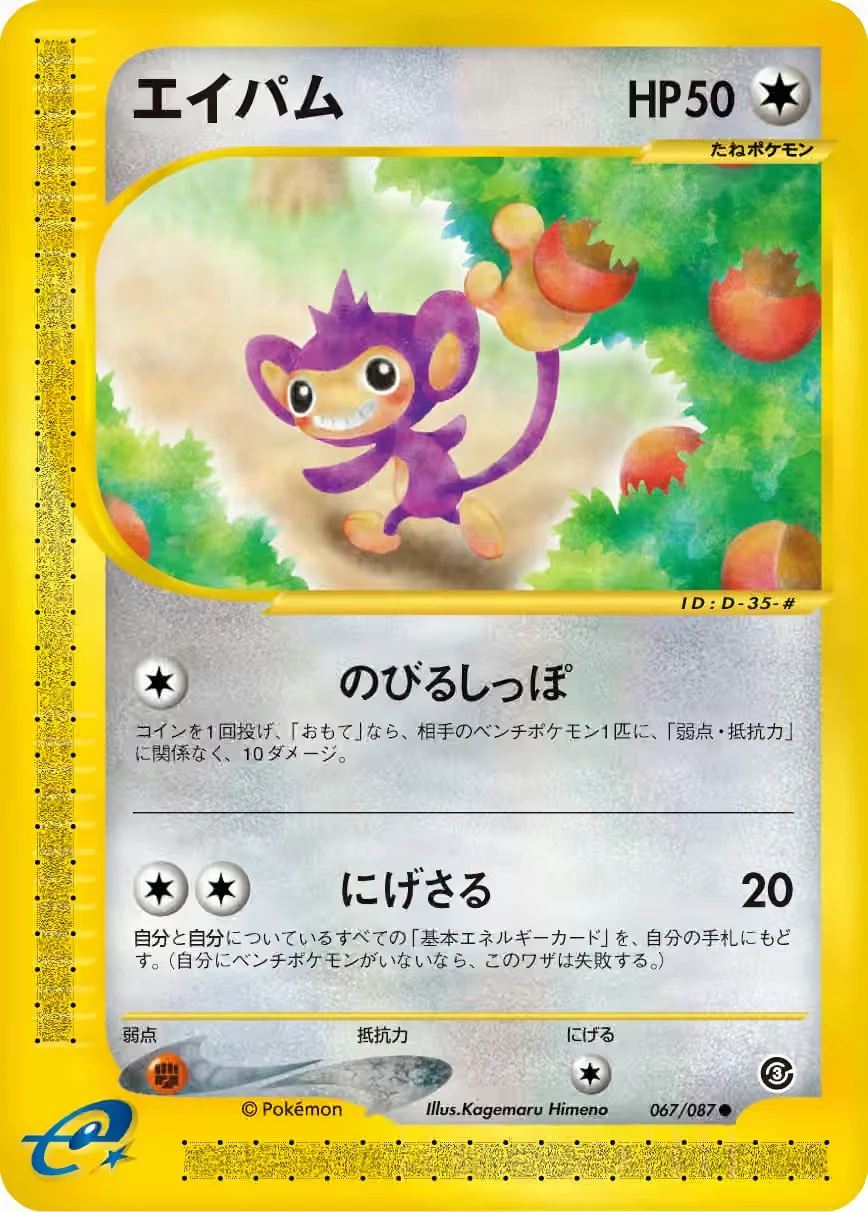 エイパム
HP50
たねポケモン
ID:D-35-#
のびるしっぽ
コインを1回投げ、「おもて」なら、相手のベンチポケモン1匹に、「弱点・抵抗力」
に関係なく、10ダメージ。
にげさる 20
自分と自分についているすべての「基本エネルギーカード」を、自分の手札にもど
す。(自分にベンチポケモンがいないなら、このワザは失敗する。)
弱点 抵抗力 にげる
3
© Pokémon Illus.Kagemaru Himeno 067/087●
e